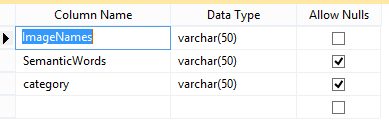 Column Name Data Type Allow Nulls
ImageNames varchar(50)
SemanticWords varchar(50)
category varchar(50)